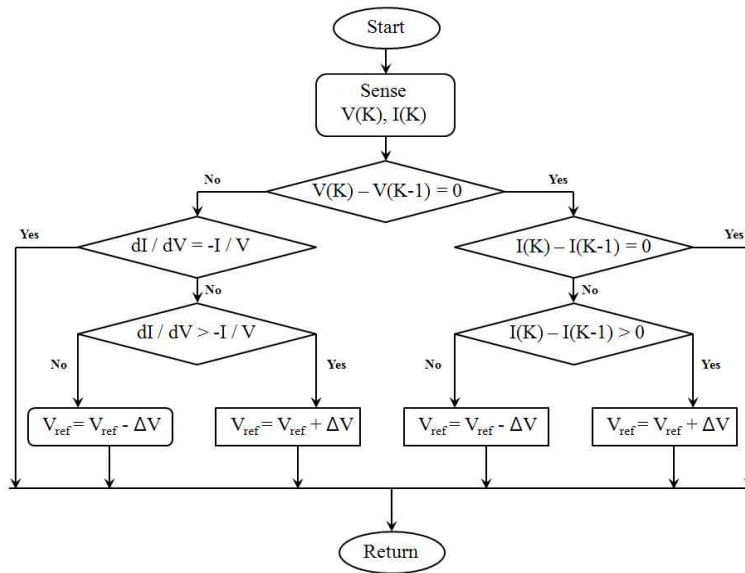 Start
Sense
V(K), I(K)
V(K) – V(K-1) = 0
No
Yes
Yes
dI / dV = -I / V
I(K) – I(K-1) = 0
Yes
No
No
dI / dV > -I / V
I(K) – I(K-1) > 0
No
Yes
No
Yes
Vref = Vref - ΔV
Vref = Vref + ΔV
Vref = Vref - ΔV
Vref = Vref + ΔV
Return